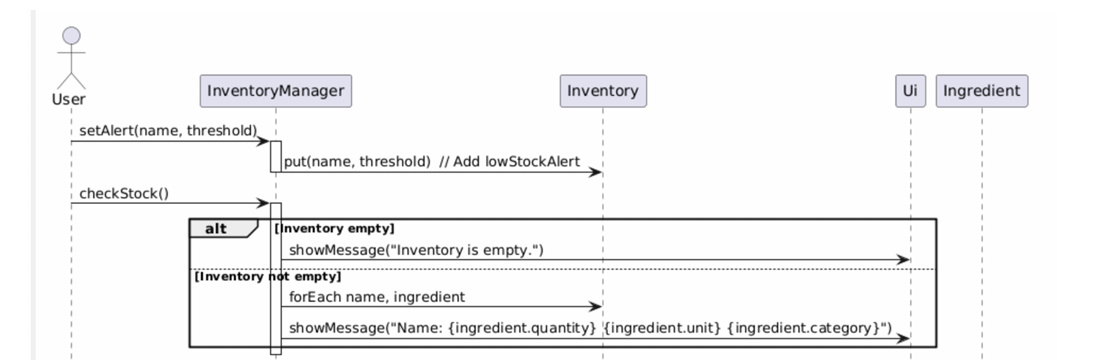 User
InventoryManager
Inventory
Ui
Ingredient
setAlert(name, threshold)
put(name, threshold)  // Add lowStockAlert
checkStock()
alt
[Inventory empty]
showMessage("Inventory is empty.")
[Inventory not empty]
forEach name, ingredient
showMessage("Name: {ingredient.quantity} {ingredient.unit} {ingredient.category}")